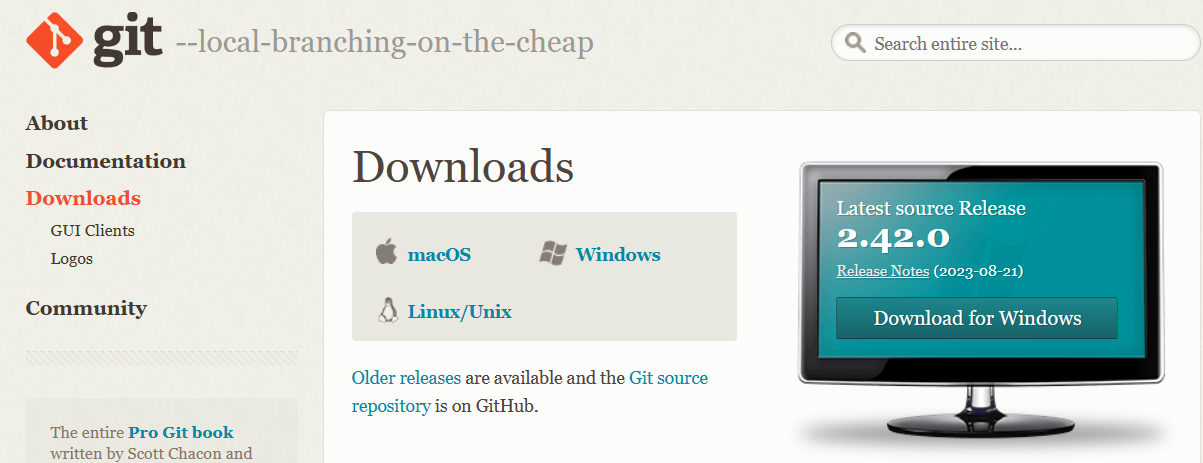 git --local-branching-on-the-cheap
Search entire site...
About
Documentation
Downloads
GUI Clients
Logos
Community
The entire Pro Git book
written by Scott Chacon and
Downloads
macOS
Windows
Linux/Unix
Older releases are available and the Git source
repository is on GitHub.
Latest source Release
2.42.0
Release Notes (2023-08-21)
Download for Windows